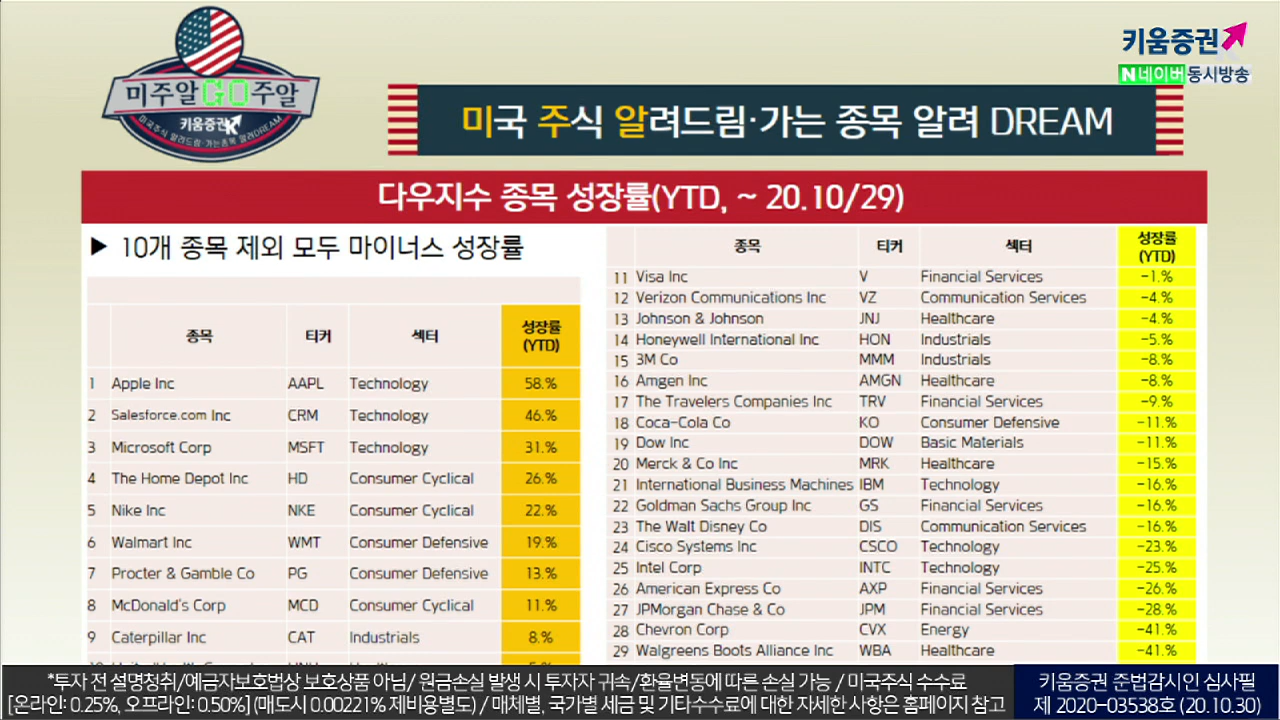 미주알GO주알
키움증권
미국주식 알려드림·가는종목 알려DREAM
키움증권
N 네이버 동시방송
미국 주식 알려드림·가는 종목 알려 DREAM
다우지수 종목 성장률(YTD, ~ 20.10/29)
▶ 10개 종목 제외 모두 마이너스 성장률
종목 티커 섹터 성장률 (YTD)
1 Apple Inc AAPL Technology 58.%
2 Salesforce.com Inc CRM Technology 46.%
3 Microsoft Corp MSFT Technology 31.%
4 The Home Depot Inc HD Consumer Cyclical 26.%
5 Nike Inc NKE Consumer Cyclical 22.%
6 Walmart Inc WMT Consumer Defensive 19.%
7 Procter & Gamble Co PG Consumer Defensive 13.%
8 McDonald's Corp MCD Consumer Cyclical 11.%
9 Caterpillar Inc CAT Industrials 8.%
종목 티커 섹터 성장률 (YTD)
11 Visa Inc V Financial Services -1.%
12 Verizon Communications Inc VZ Communication Services -4.%
13 Johnson & Johnson JNJ Healthcare -4.%
14 Honeywell International Inc HON Industrials -5.%
15 3M Co MMM Industrials -8.%
16 Amgen Inc AMGN Healthcare -8.%
17 The Travelers Companies Inc TRV Financial Services -9.%
18 Coca-Cola Co KO Consumer Defensive -11.%
19 Dow Inc DOW Basic Materials -11.%
20 Merck & Co Inc MRK Healthcare -15.%
21 International Business Machines IBM Technology -16.%
22 Goldman Sachs Group Inc GS Financial Services -16.%
23 The Walt Disney Co DIS Communication Services -16.%
24 Cisco Systems Inc CSCO Technology -23.%
25 Intel Corp INTC Technology -25.%
26 American Express Co AXP Financial Services -26.%
27 JPMorgan Chase & Co JPM Financial Services -28.%
28 Chevron Corp CVX Energy -41.%
29 Walgreens Boots Alliance Inc WBA Healthcare -41.%
*투자 전 설명청취/예금자보호법상 보호상품 아님/ 원금손실 발생 시 투자자 귀속/환율변동에 따른 손실 가능 / 미국주식 수수료
[온라인: 0.25%, 오프라인: 0.50%] (매도시 0.00221% 제비용별도) / 매체별, 국가별 세금 및 기타수수료에 대한 자세한 사항은 홈페이지 참고
키움증권 준법감시인 심사필
제 2020-03538호 (20.10.30)